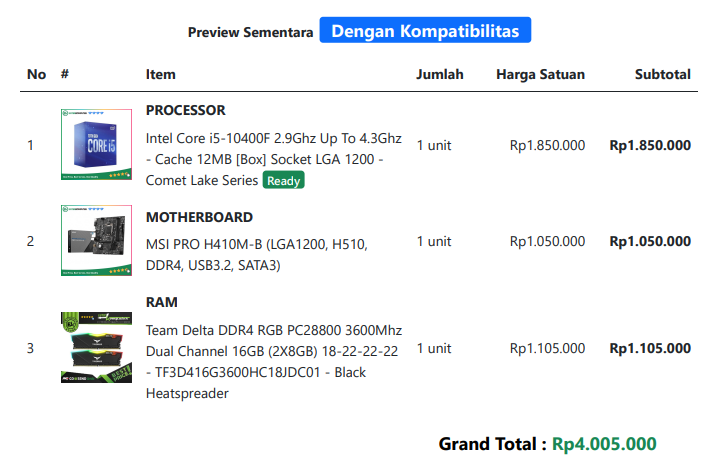 Preview Sementara Dengan Kompatibilitas
No # Item Jumlah Harga Satuan Subtotal
PROCESSOR
1 Intel Core i5-10400F 2.9Ghz Up To 4.3Ghz 1 unit Rp1.850.000 Rp1.850.000
- Cache 12MB [Box] Socket LGA 1200 -
Comet Lake Series Ready
CORE i5
MOTHERBOARD
2 MSI PRO H410M-B (LGA1200, H510, 1 unit Rp1.050.000 Rp1.050.000
DDR4, USB3.2, SATA3)
RAM
Team Delta DDR4 RGB PC28800 3600Mhz
3 Dual Channel 16GB (2X8GB) 18-22-22-22 1 unit Rp1.105.000 Rp1.105.000
- TF3D416G3600HC18JDC01 - Black
Heatspreader
Grand Total : Rp4.005.000